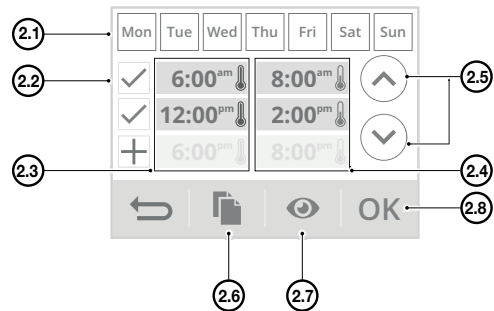 2.1 Mon Tue Wed Thu Fri Sat Sun
2.2 6:00am 8:00am 2.5
12:00pm 2:00pm
6:00pm 8:00pm
2.3 2.4
OK 2.8
2.6 2.7